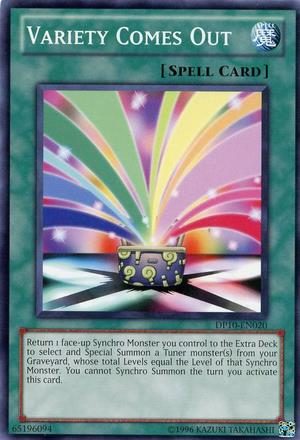 VARIETY COMES OUT
魔
[SPELL CARD]
DP10-EN020
Return 1 face-up Synchro Monster you control to the Extra Deck
to select and Special Summon a Tuner monster(s) from your
Graveyard, whose total Levels equal the Level of that Synchro
Monster. You cannot Synchro Summon the turn you activate
this card.
65196094
©1996 KAZUKI TAKAHASHI